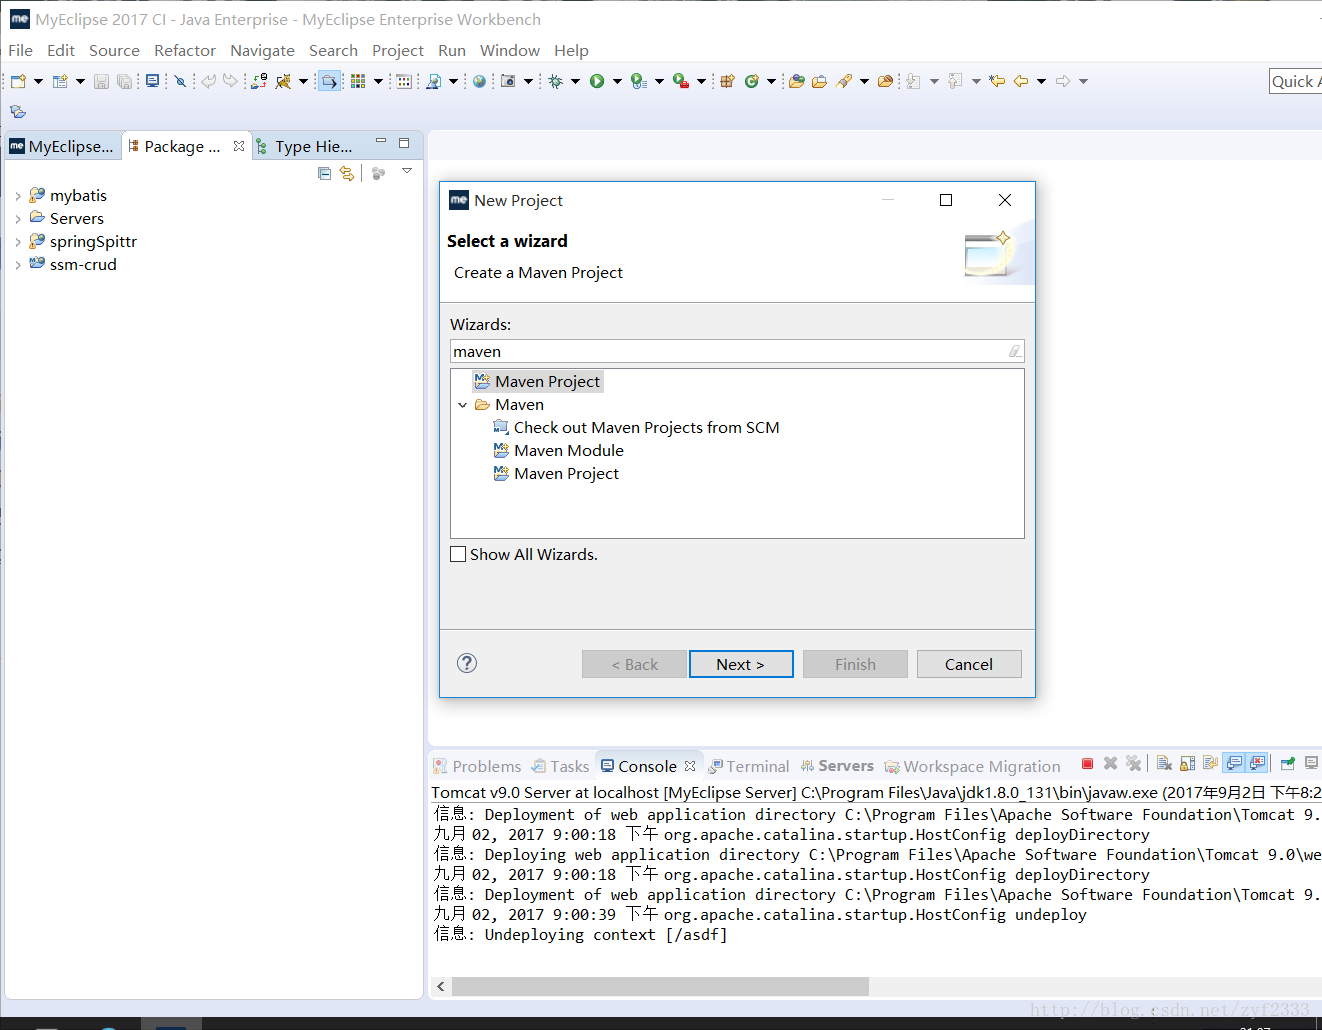 me MyEclipse 2017 CI - Java Enterprise - MyEclipse Enterprise Workbench
File Edit Source Refactor Navigate Search Project Run Window Help
Quick A
me MyEclipse... Package ... Type Hie...
mybatis
Servers
springSpittr
ssm-crud
me New Project
Select a wizard
Create a Maven Project
Wizards:
maven
Maven Project
Maven
Check out Maven Projects from SCM
Maven Module
Maven Project
Show All Wizards.
< Back Next > Finish Cancel
Problems Tasks Console Terminal Servers Workspace Migration
Tomcat v9.0 Server at localhost [MyEclipse Server] C:\Program Files\Java\jdk1.8.0_131\bin\javaw.exe (2017年9月2日 下午8:2
信息: Deployment of web application directory C:\Program Files\Apache Software Foundation\Tomcat 9.
九月 02, 2017 9:00:18 下午 org.apache.catalina.startup.HostConfig deployDirectory
信息: Deploying web application directory C:\Program Files\Apache Software Foundation\Tomcat 9.0\we
九月 02, 2017 9:00:18 下午 org.apache.catalina.startup.HostConfig deployDirectory
信息: Deployment of web application directory C:\Program Files\Apache Software Foundation\Tomcat 9.
九月 02, 2017 9:00:39 下午 org.apache.catalina.startup.HostConfig undeploy
信息: Undeploying context [/asdf]
http://blog.csdn.net/zyf2333